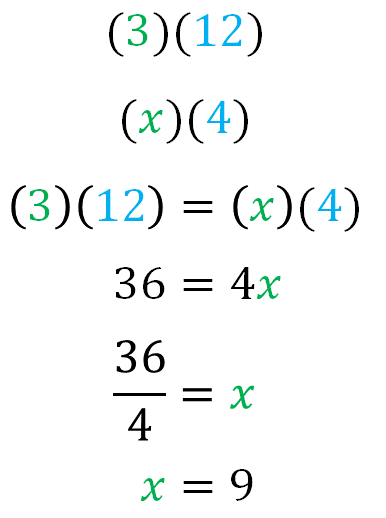 (3)(12)
(x)(4)
(3)(12) = (x)(4)
36 = 4x
36/4 = x
x = 9